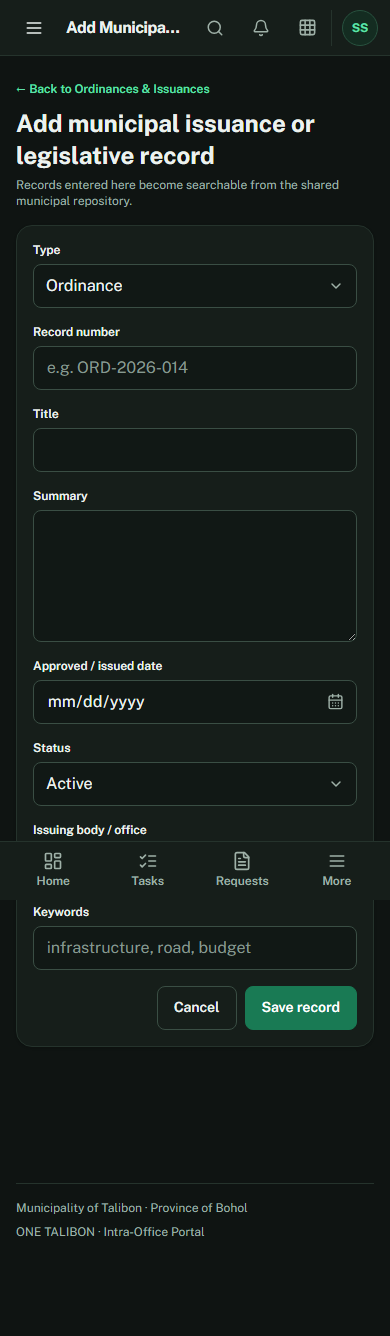 Add Municipa...
SS
← Back to Ordinances & Issuances
Add municipal issuance or
legislative record
Records entered here become searchable from the shared
municipal repository.
Type
Ordinance
Record number
e.g. ORD-2026-014
Title
Summary
Approved / issued date
mm/dd/yyyy
Status
Active
Issuing body / office
Home
Tasks
Requests
More
Keywords
infrastructure, road, budget
Cancel
Save record
Municipality of Talibon · Province of Bohol
ONE TALIBON · Intra-Office Portal